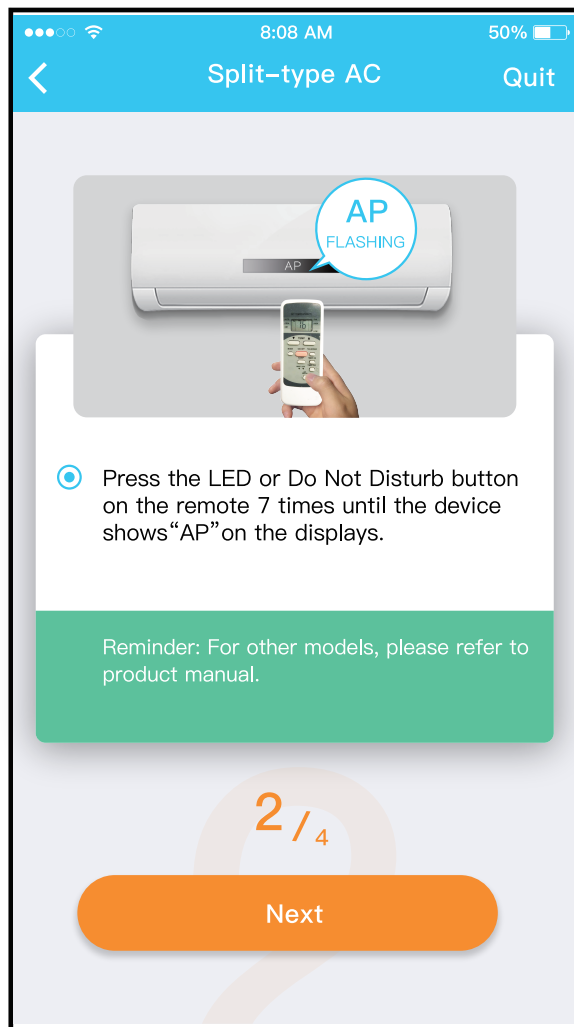 8:08 AM
50%
Split-type AC
Quit
AP
FLASHING
AP
Press the LED or Do Not Disturb button
on the remote 7 times until the device
shows“AP”on the displays.
Reminder: For other models, please refer to
product manual.
2/4
Next